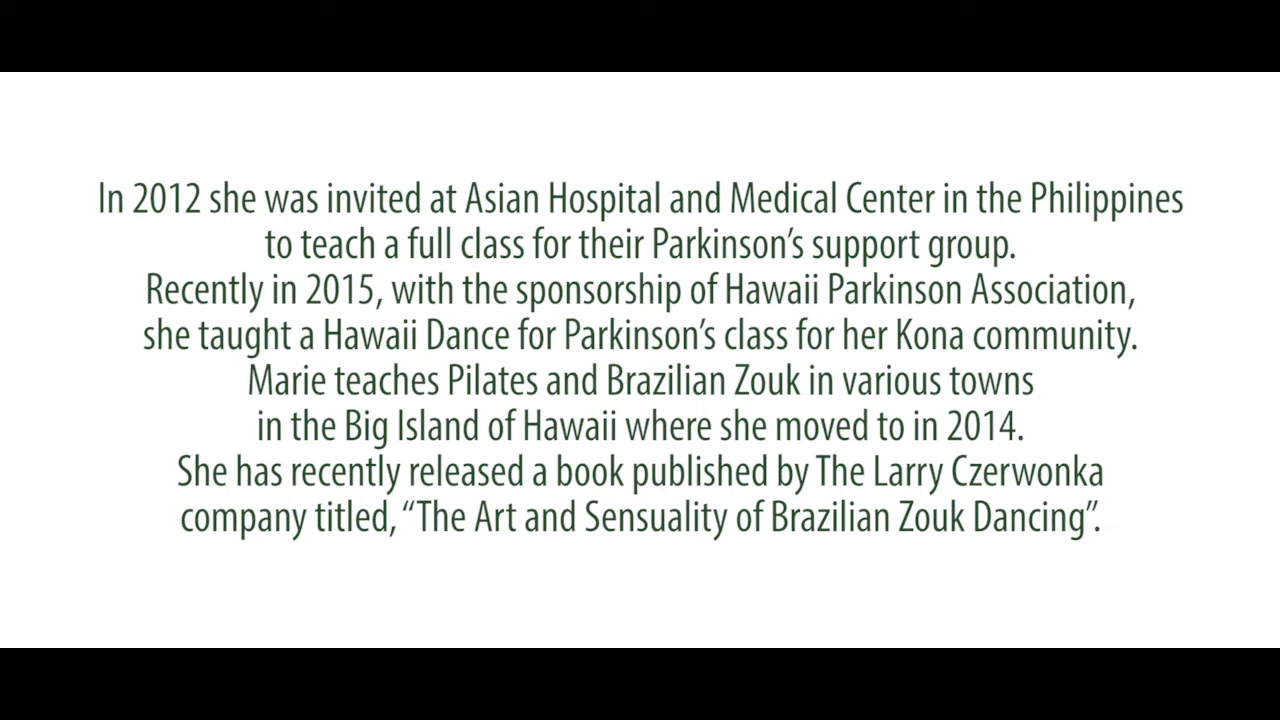 In 2012 she was invited at Asian Hospital and Medical Center in the Philippines
to teach a full class for their Parkinson’s support group.
Recently in 2015, with the sponsorship of Hawaii Parkinson Association,
she taught a Hawaii Dance for Parkinson’s class for her Kona community.
Marie teaches Pilates and Brazilian Zouk in various towns
in the Big Island of Hawaii where she moved to in 2014.
She has recently released a book published by The Larry Czerwonka
company titled, “The Art and Sensuality of Brazilian Zouk Dancing”.